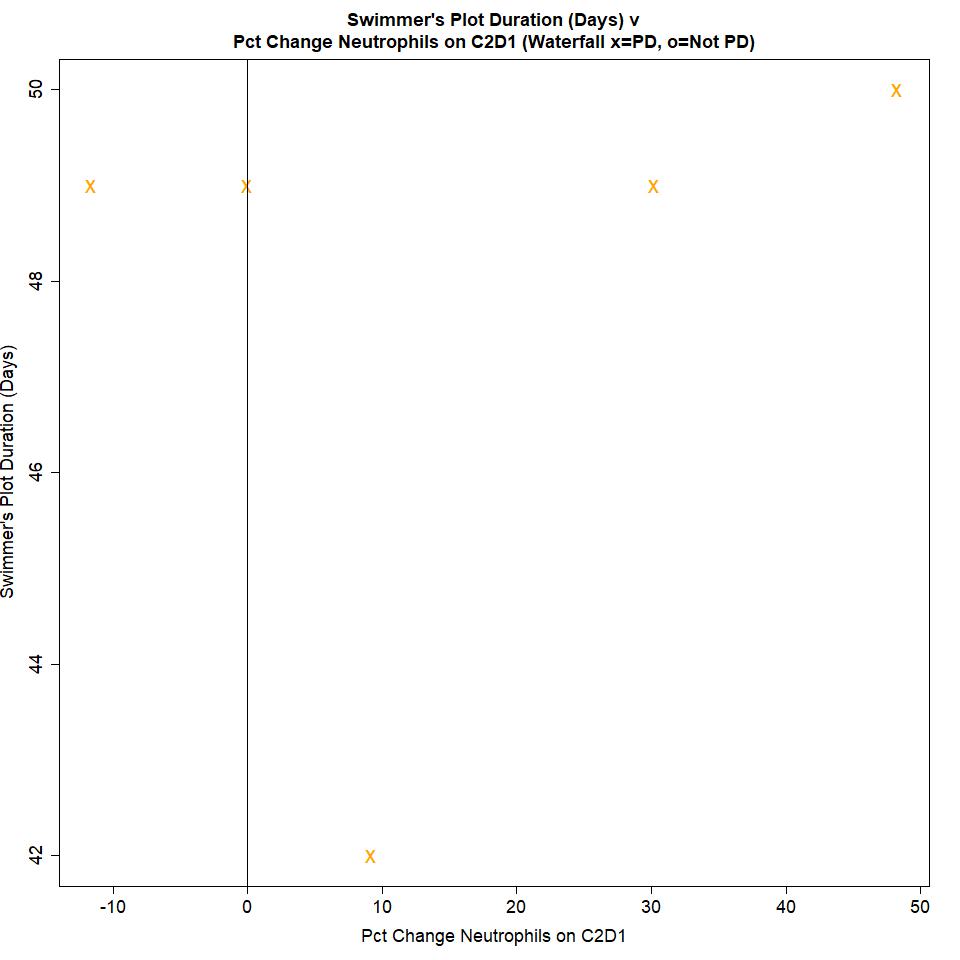 Swimmer's Plot Duration (Days) v
Pct Change Neutrophils on C2D1 (Waterfall x=PD, o=Not PD)
Swimmer's Plot Duration (Days)
50
48
46
44
42
X
X
X
X
X
-10
0
10
20
30
40
50
Pct Change Neutrophils on C2D1